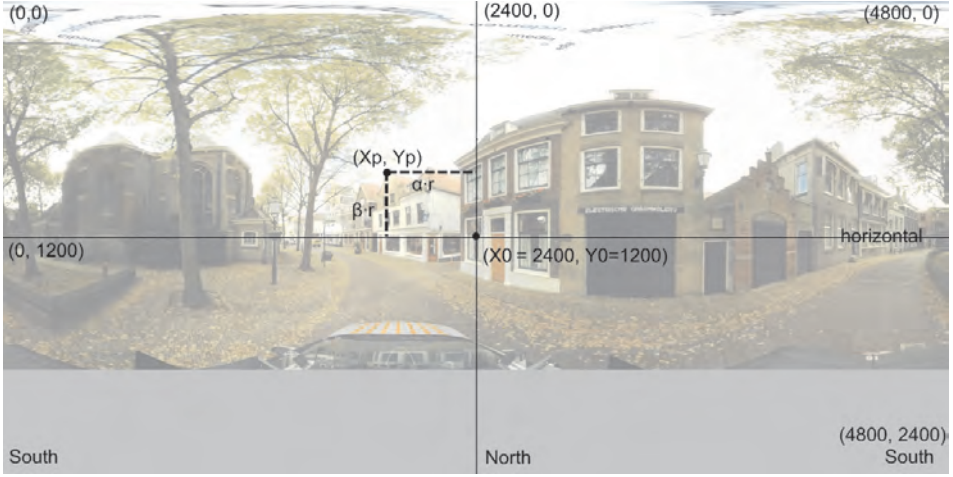 (0,0)
(2400, 0)
(4800, 0)
(Xp, Yp)
α·r
β·r
(0, 1200)
(X0 = 2400, Y0=1200)
horizontal
(4800, 2400)
South
North
South